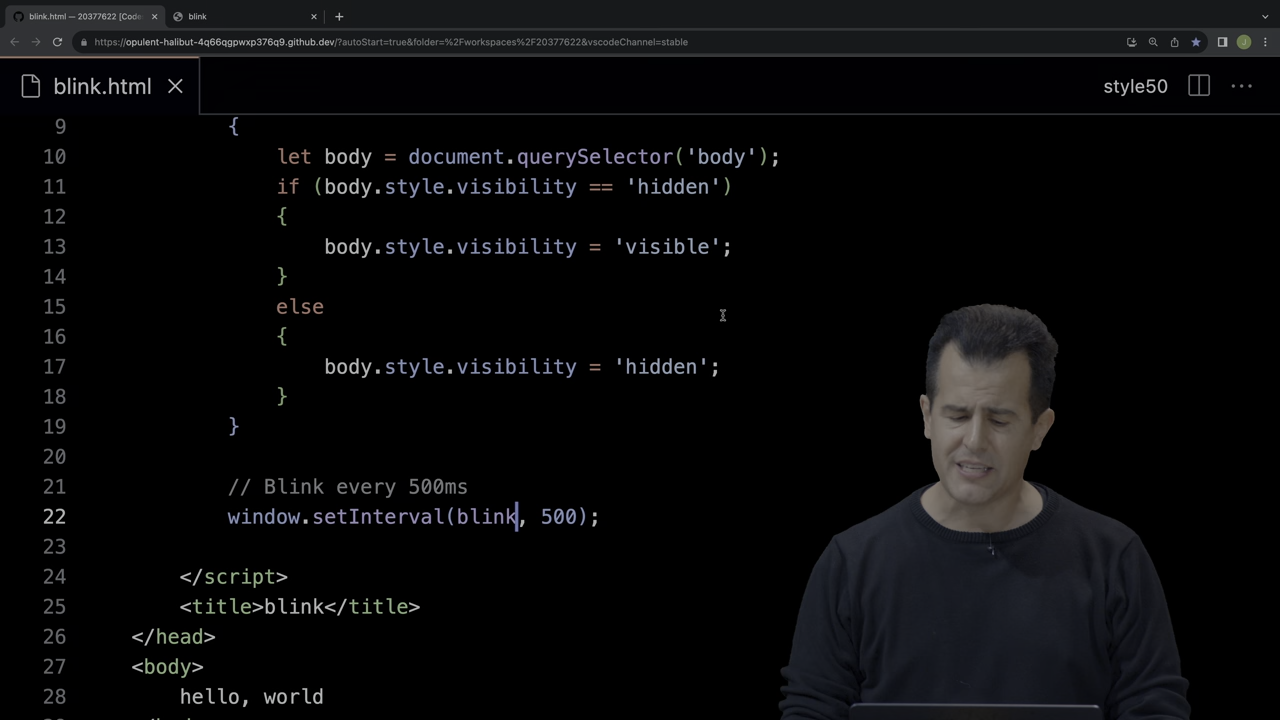 blink.html — 20377622 [Code
blink
https://opulent-halibut-4q66qgpwxp376q9.github.dev/?autoStart=true&folder=%2Fworkspaces%2F20377622&vscodeChannel=stable
J
blink.html
style50
9 {
10 let body = document.querySelector('body');
11 if (body.style.visibility == 'hidden')
12 {
13 body.style.visibility = 'visible';
14 }
15 else
16 {
17 body.style.visibility = 'hidden';
18 }
19 }
20
21 // Blink every 500ms
22 window.setInterval(blink, 500);
23
24 </script>
25 <title>blink</title>
26 </head>
27 <body>
28 hello, world